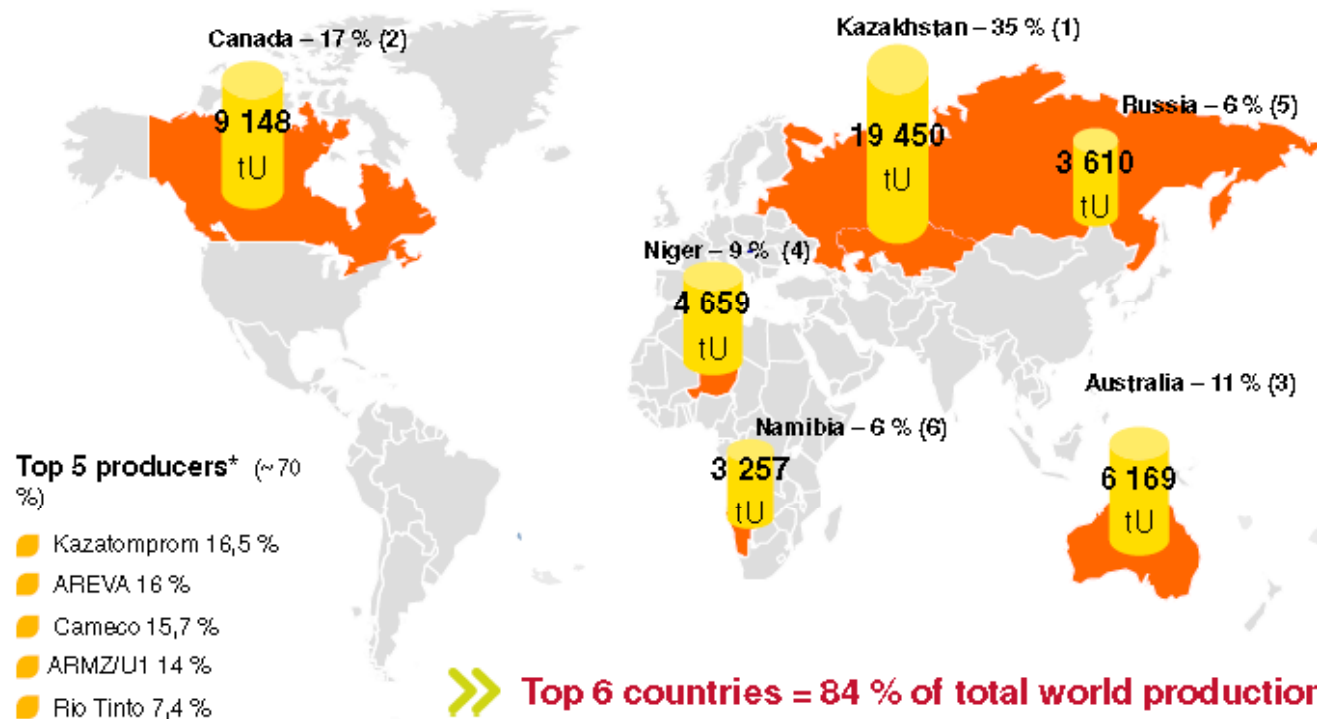 Canada – 17 % (2)
9 148
tU
Kazakhstan – 35 % (1)
19 450
tU
Russia – 6 % (5)
3 610
tU
Niger – 9 % (4)
4 659
tU
Namibia – 6 % (6)
3 257
tU
Australia – 11 % (3)
6 169
tU
Top 5 producers* (~70
%)
Kazatomprom 16,5 %
AREVA 16 %
Cameco 15,7 %
ARMZ/U1 14 %
Rio Tinto 7,4 %
Top 6 countries = 84 % of total world production